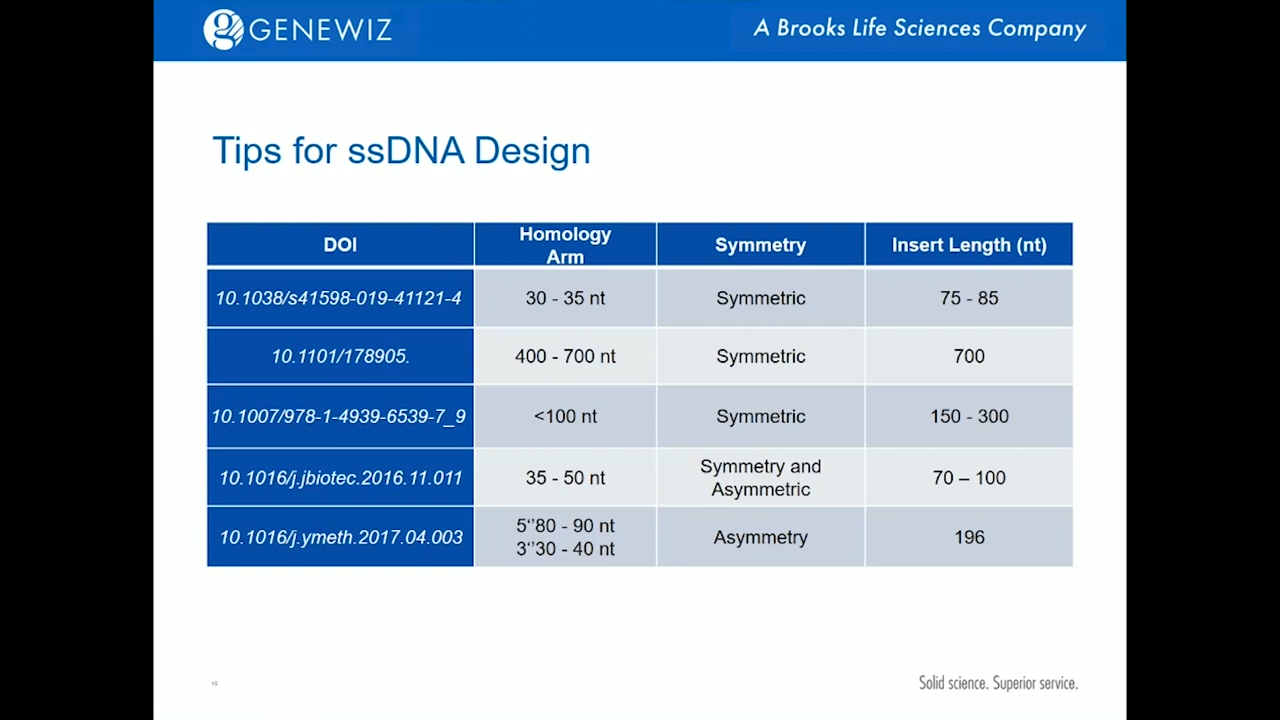 GENEWIZ
A Brooks Life Sciences Company
Tips for ssDNA Design
DOI
Homology
Arm
Symmetry
Insert Length (nt)
10.1038/s41598-019-41121-4
30 - 35 nt
Symmetric
75 - 85
10.1101/178905.
400 - 700 nt
Symmetric
700
10.1007/978-1-4939-6539-7_9
<100 nt
Symmetric
150 - 300
10.1016/j.jbiotec.2016.11.011
35 - 50 nt
Symmetry and
Asymmetric
70 – 100
10.1016/j.ymeth.2017.04.003
5‘’80 - 90 nt
3‘’30 - 40 nt
Asymmetry
196
Solid science. Superior service.